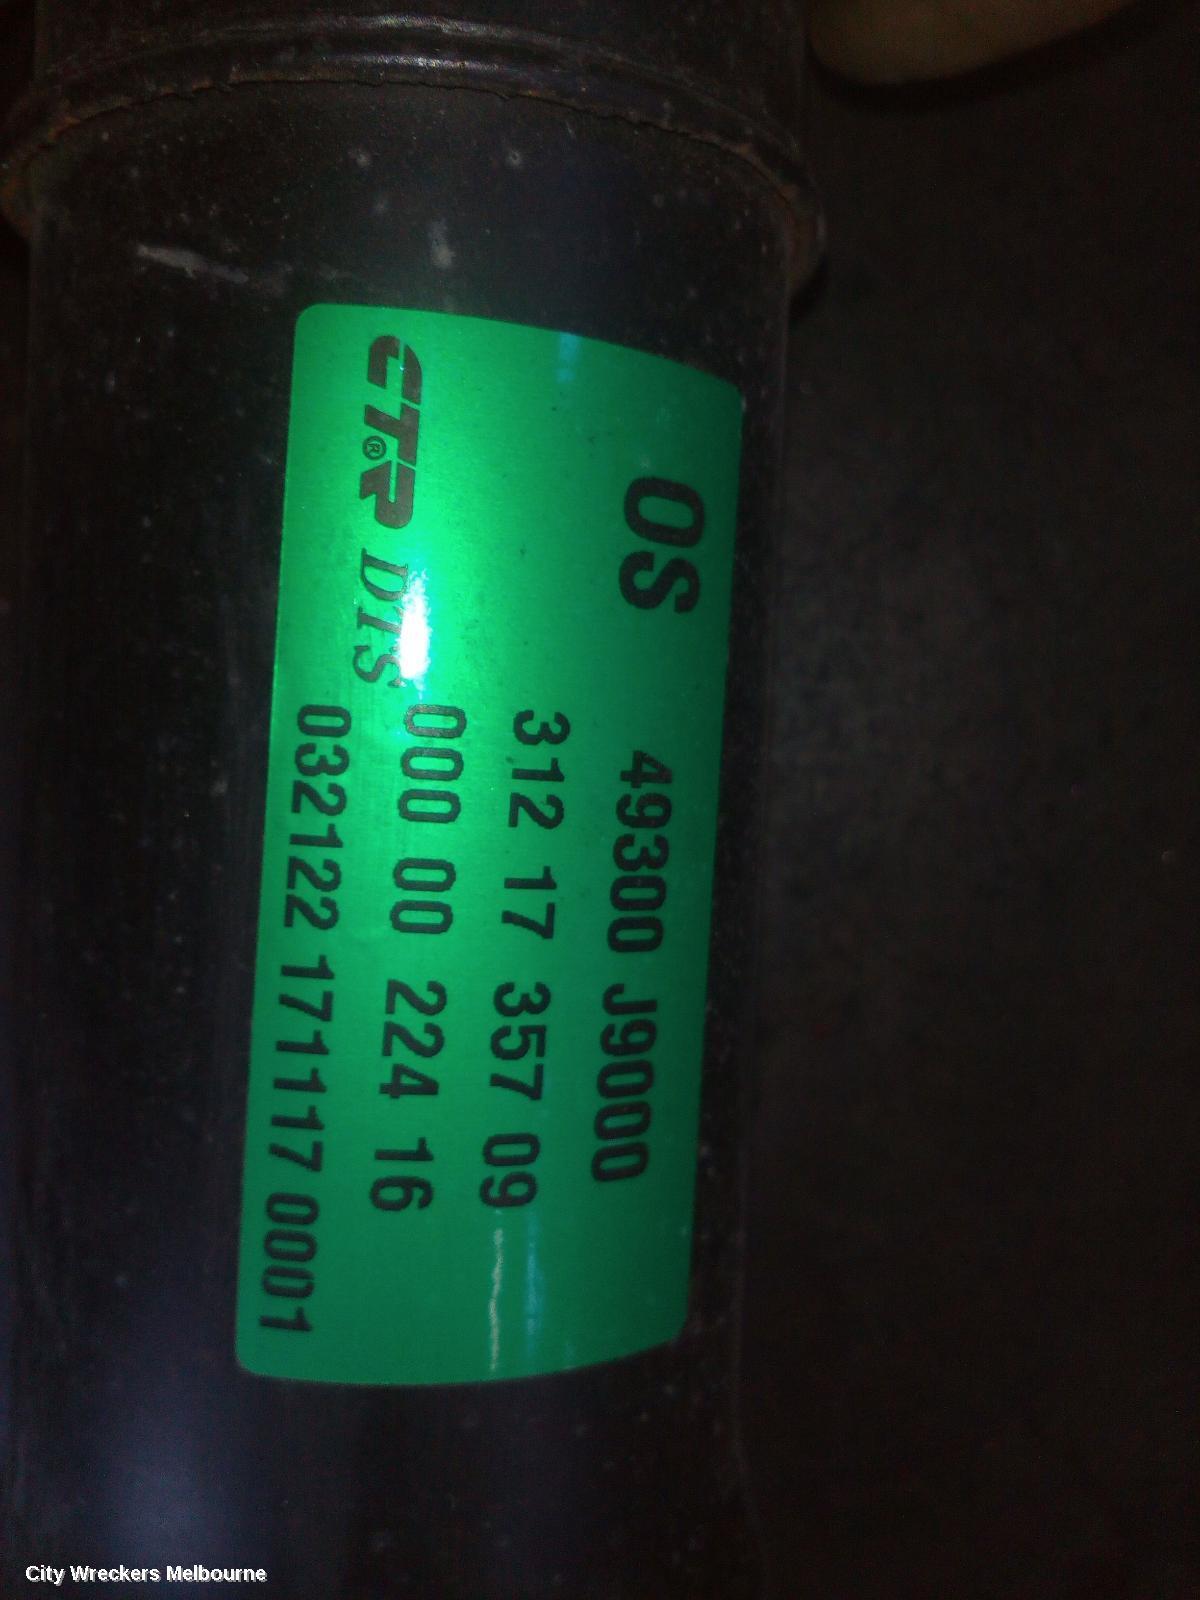 OS 49300 J9000
312 17 357 09
000 00 224 16
CTR® DTS
032122 171117 0001
City Wreckers Melbourne